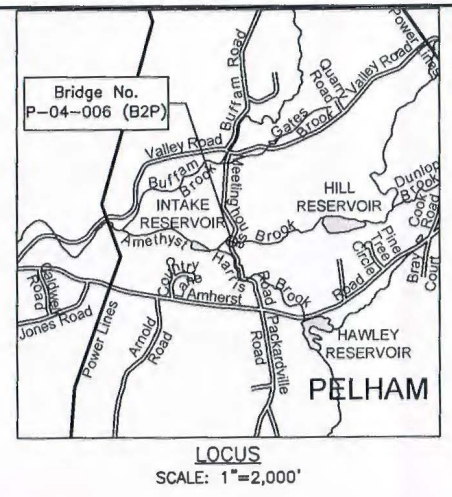 Power Lines
Bridge No.
P-04-006 (B2P)
Buffam Road
Quarry
Road
Valley Road
Gates
Brook
Valley Road
Buffam
Brook
Meetinghouse
INTAKE
RESERVOIR
HILL
RESERVOIR
Dunlop
Brook
Cook
Amethyst
Brook
Harris
Brook
Road
Country
Lane
Amherst
Road
Pine
Tree
Circle
Bray
Court
Road
Caldwell
Road
Jones Road
Power Lines
Arnold
Road
Packardville
Road
HAWLEY
RESERVOIR
PELHAM
LOCUS
SCALE: 1"=2,000'